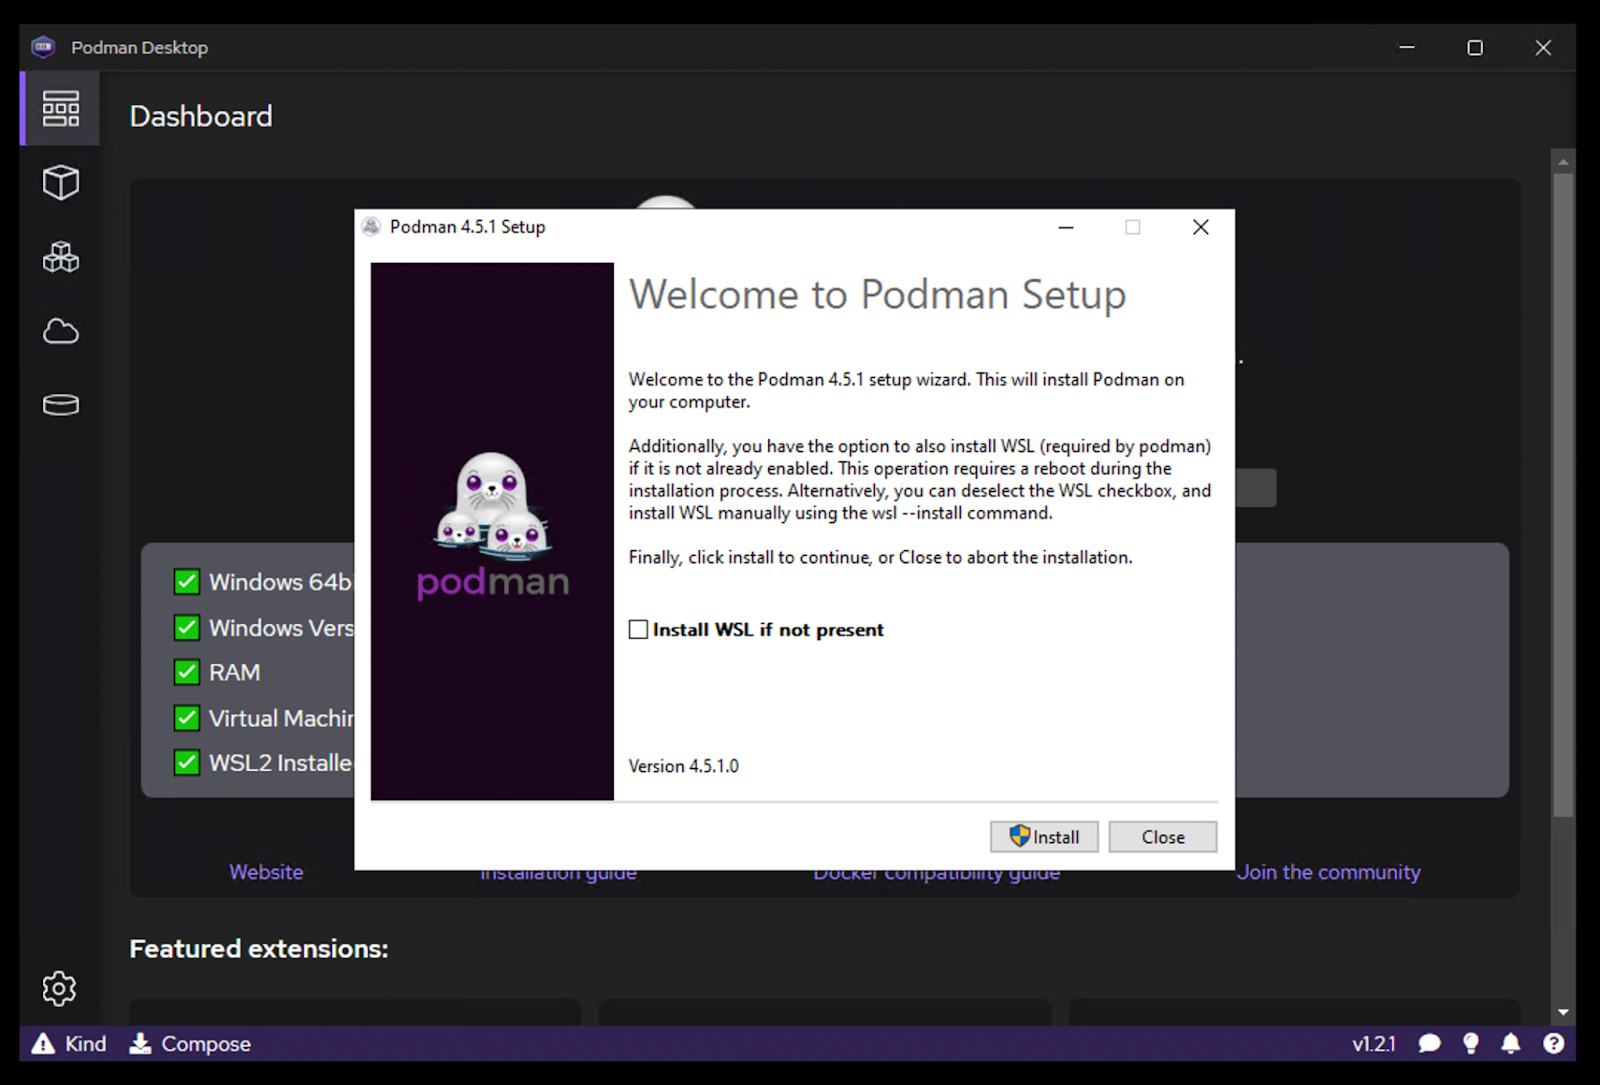 Podman Desktop
Dashboard
Podman 4.5.1 Setup
Welcome to Podman Setup
Welcome to the Podman 4.5.1 setup wizard. This will install Podman on
your computer.
Additionally, you have the option to also install WSL (required by podman)
if it is not already enabled. This operation requires a reboot during the
installation process. Alternatively, you can deselect the WSL checkbox, and
install WSL manually using the wsl --install command.
Finally, click install to continue, or Close to abort the installation.
podman
Install WSL if not present
Version 4.5.1.0
Install
Close
Windows 64bi
Windows Vers
RAM
Virtual Machin
WSL2 Installe
Website
Installation guide
Docker compatibility guide
Join the community
Featured extensions:
Kind
Compose
v1.2.1